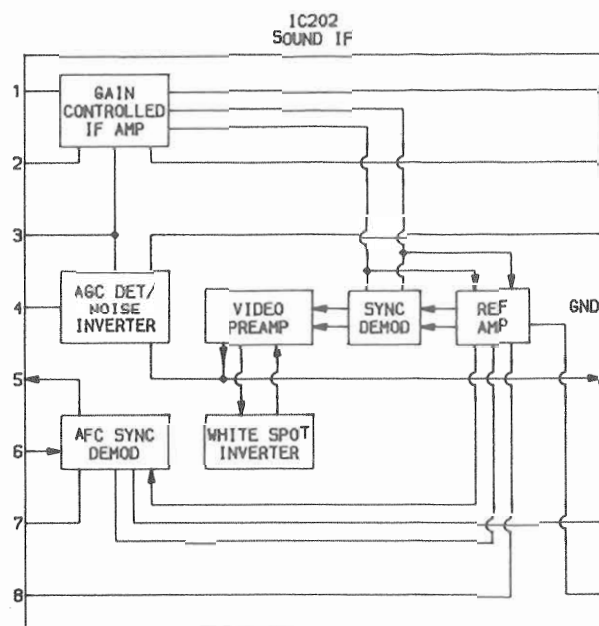 IC202
SOUND IF
1
GAIN
CONTROLLED
IF AMP
2
3
4
AGC DET/
NOISE
INVERTER
VIDEO
PREAMP
SYNC
DEMOD
REF
AMP
GND
5
6
AFC SYNC
DEMOD
WHITE SPOT
INVERTER
7
8